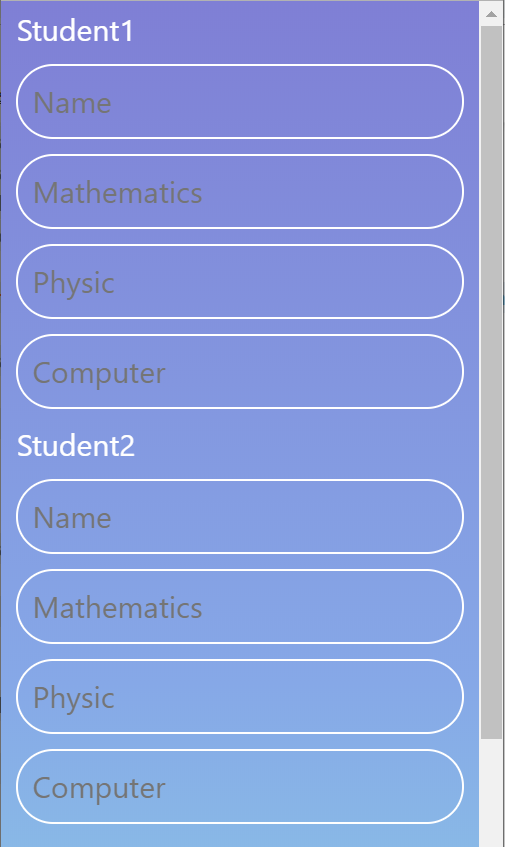 Student1
Name
Mathematics
Physic
Computer
Student2
Name
Mathematics
Physic
Computer